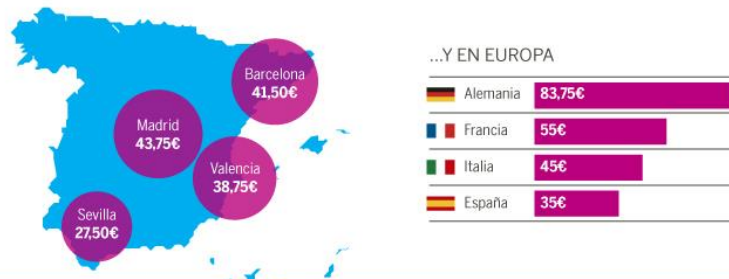 Barcelona
41,50€
Madrid
43,75€
Valencia
38,75€
Sevilla
27,50€
...Y EN EUROPA
Alemania 83,75€
Francia 55€
Italia 45€
España 35€